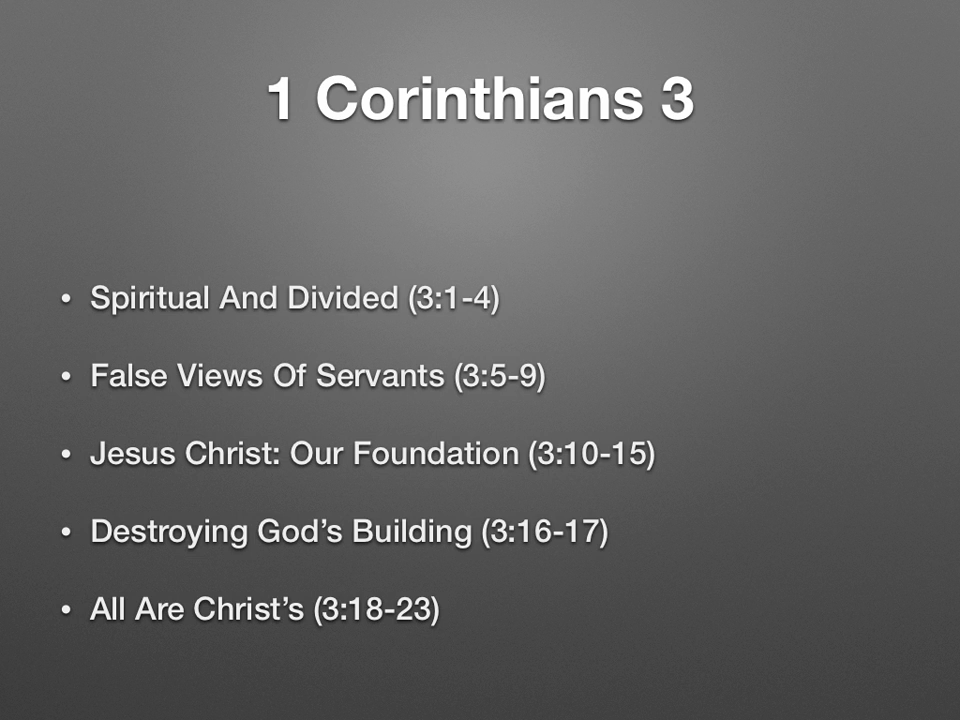 1 Corinthians 3
• Spiritual And Divided (3:1-4)
• False Views Of Servants (3:5-9)
• Jesus Christ: Our Foundation (3:10-15)
• Destroying God’s Building (3:16-17)
• All Are Christ’s (3:18-23)